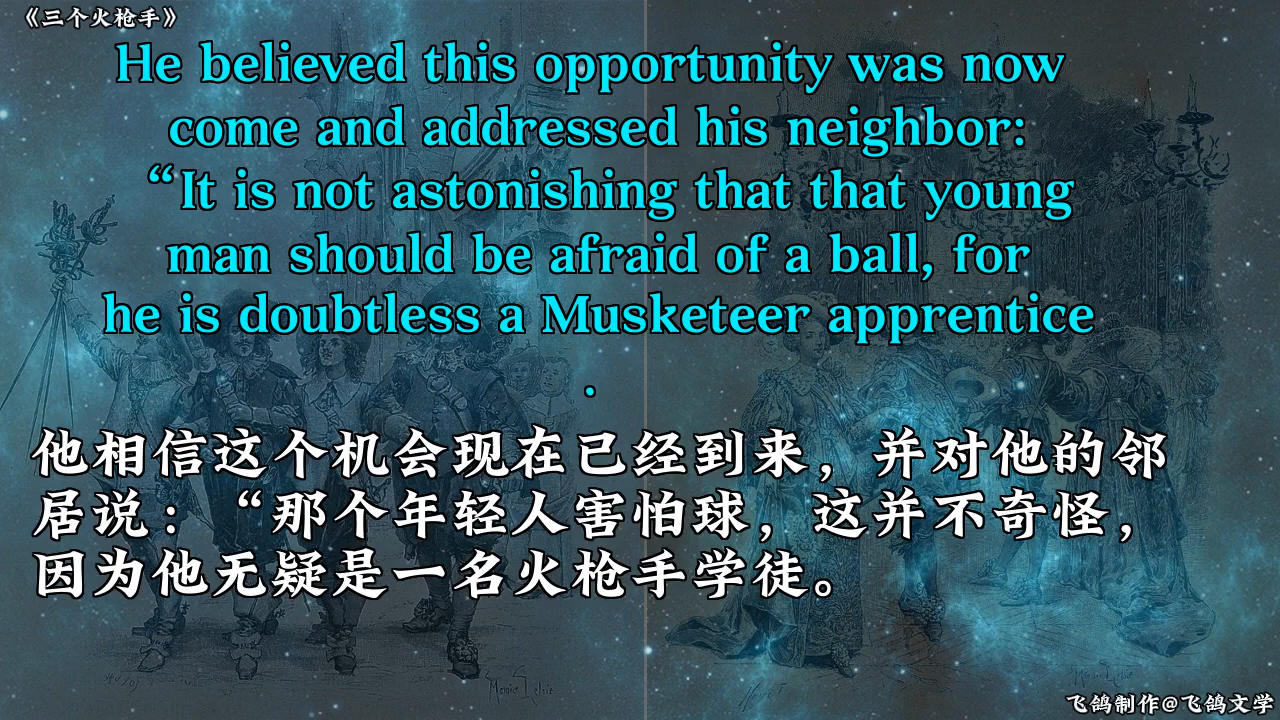 《三个火枪手》
He believed this opportunity was now
come and addressed his neighbor:
“It is not astonishing that that young
man should be afraid of a ball, for
he is doubtless a Musketeer apprentice
.
他相信这个机会现在已经到来，并对他的邻
居说：“那个年轻人害怕球，这并不奇怪，
因为他无疑是一名火枪手学徒。
飞鸽制作@飞鸽文学